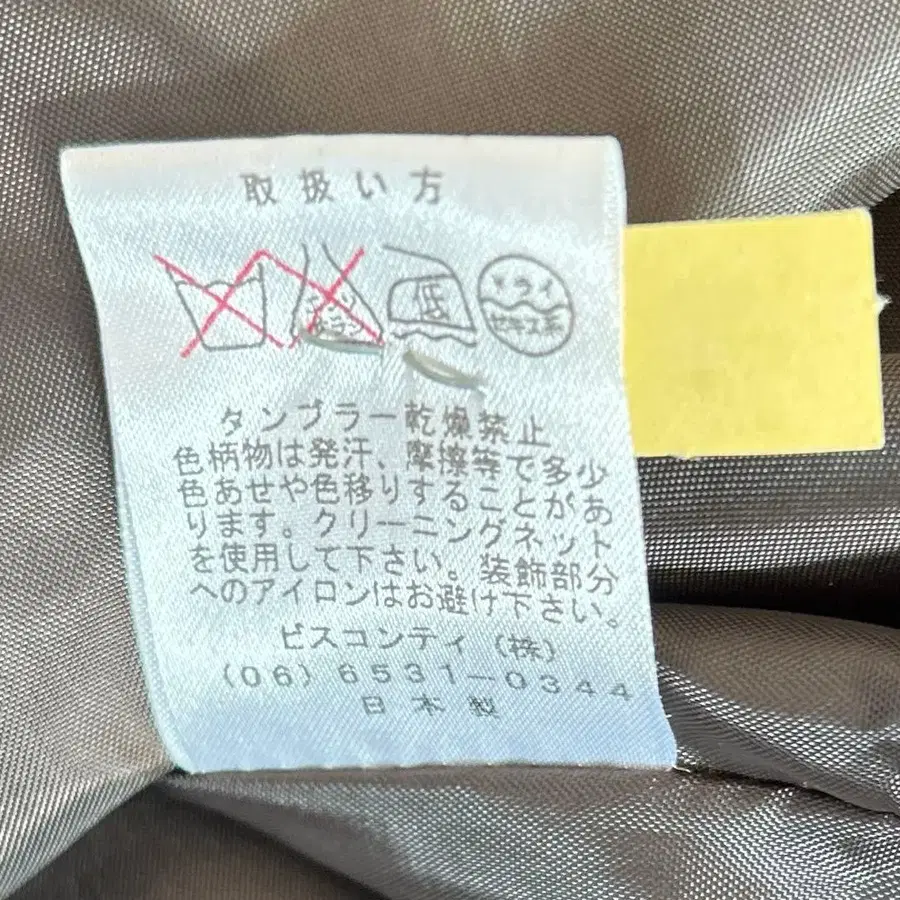 取扱い方
低
ドライ
セキユ系
タンブラー乾燥禁止
色柄物は発汗、摩擦等で多少
色あせや色移りすることがあ
ります。クリーニングネット
を使用して下さい。装飾部分
へのアイロンはお避け下さい。
ビスコンティ（株）
(06)6531-0344
日本製